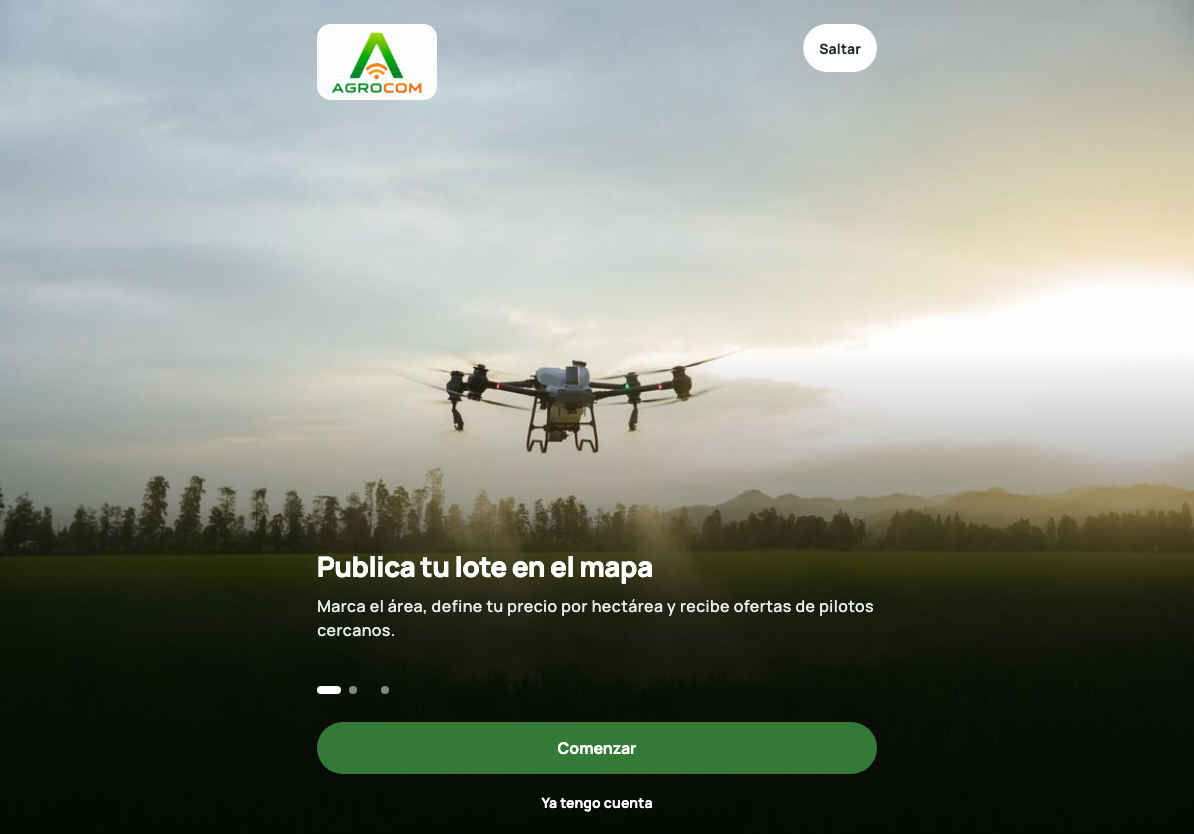 AGROCOM
Saltar
Publica tu lote en el mapa
Marca el área, define tu precio por hectárea y recibe ofertas de pilotos
cercanos.
Comenzar
Ya tengo cuenta